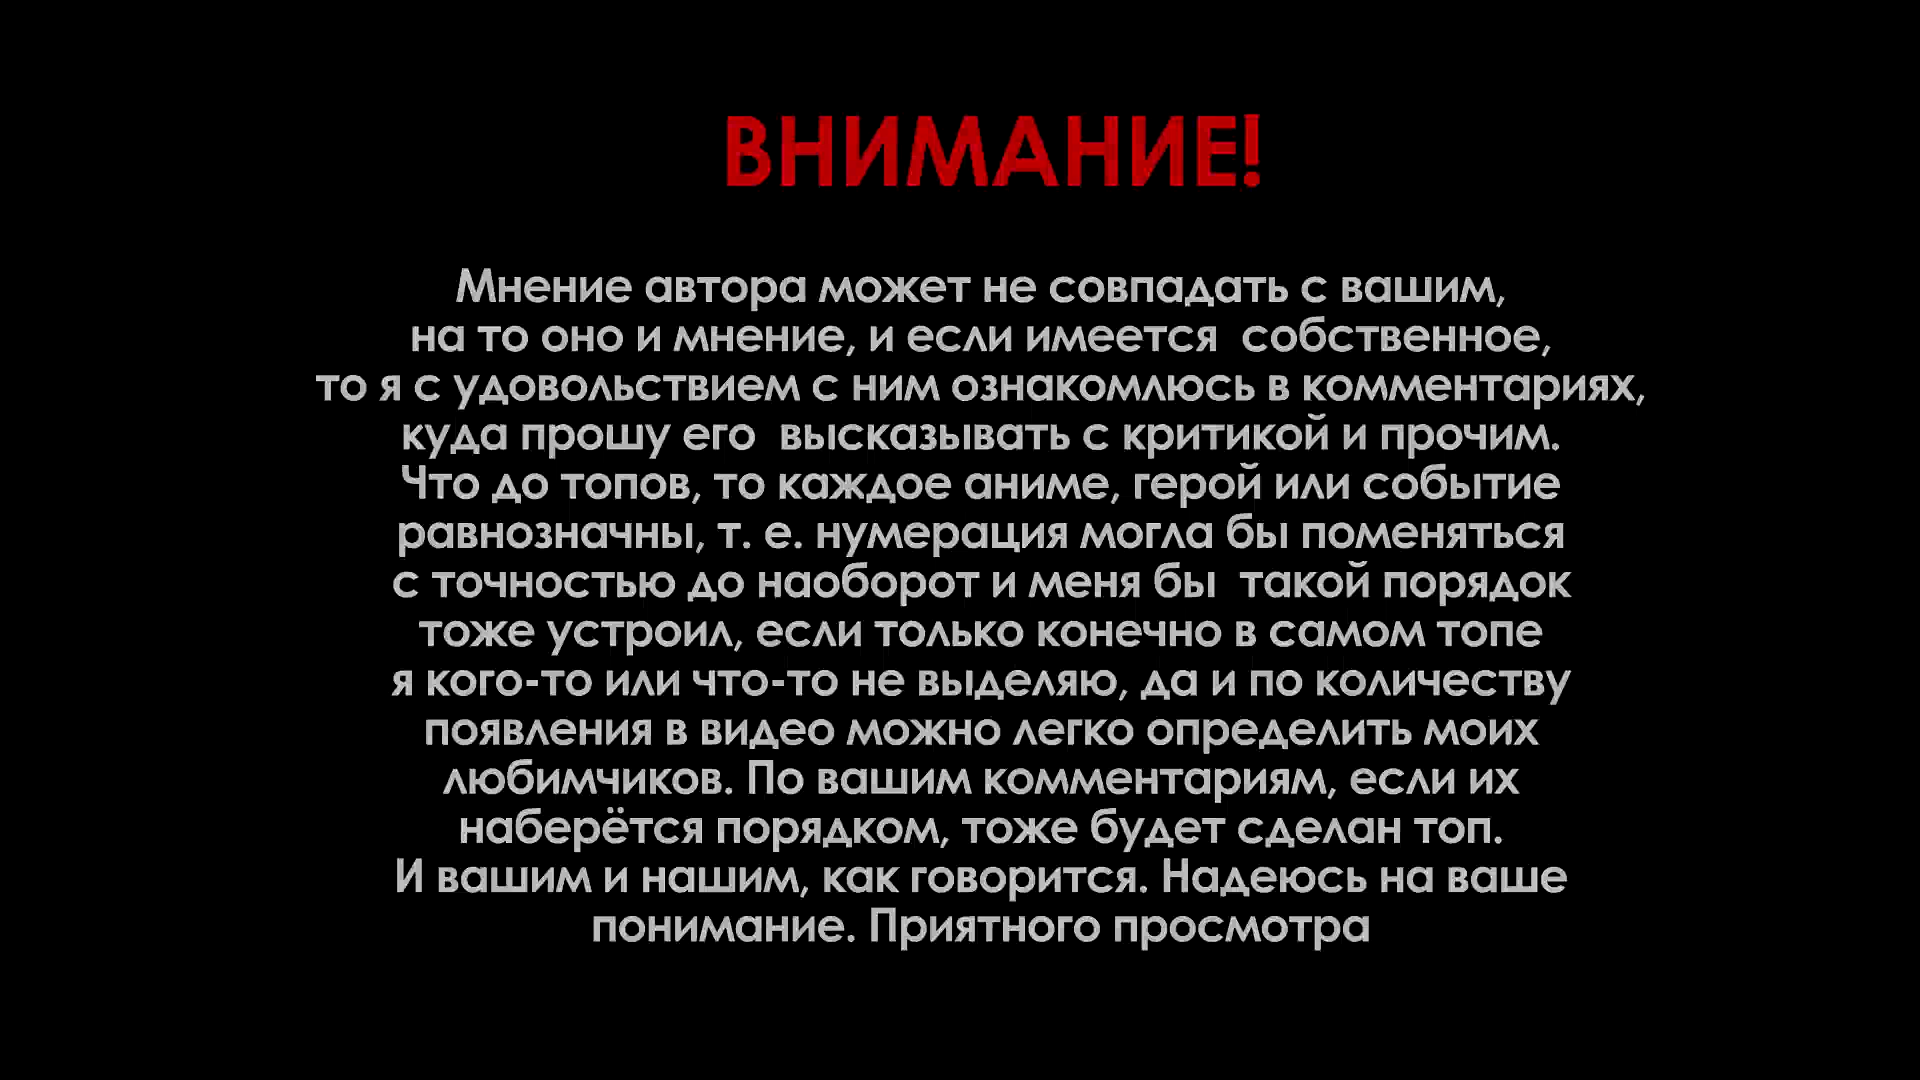 ВНИМАНИЕ!
Мнение автора может не совпадать с вашим,
на то оно и мнение, и если имеется  собственное,
то я с удовольствием с ним ознакомлюсь в комментариях,
куда прошу его  высказывать с критикой и прочим.
Что до топов, то каждое аниме, герой или событие
равнозначны, т. е. нумерация могла бы поменяться
с точностью до наоборот и меня бы  такой порядок
тоже устроил, если только конечно в самом топе
я кого-то или что-то не выделяю, да и по количеству
появления в видео можно легко определить моих
любимчиков. По вашим комментариям, если их
наберётся порядком, тоже будет сделан топ.
И вашим и нашим, как говорится. Надеюсь на ваше
понимание. Приятного просмотра